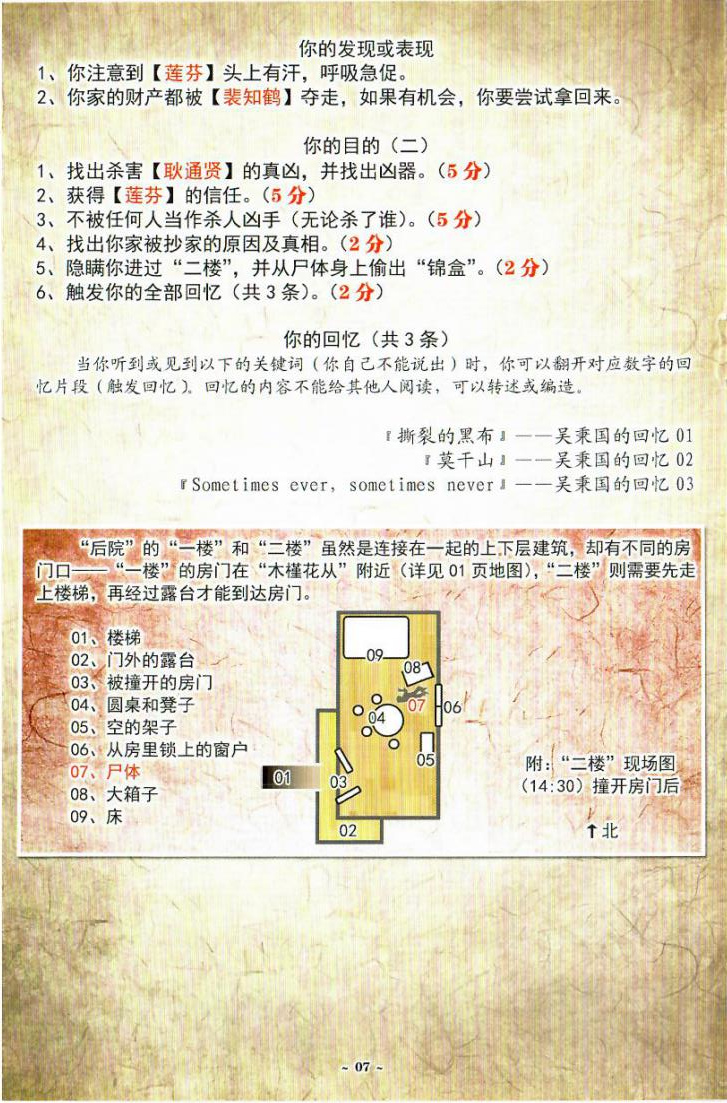 你的发现或表现
1、你注意到【莲芬】头上有汗，呼吸急促。
2、你家的财产都被【裴知鹤】夺走，如果有机会，你要尝试拿回来。
你的目的（二）
1、找出杀害【耿通贤】的真凶，并找出凶器。（5 分）
2、获得【莲芬】的信任。（5 分）
3、不被任何人当作杀人凶手（无论杀了谁）。（5 分）
4、找出你家被抄家的原因及真相。（2 分）
5、隐瞒你进过“二楼”，并从尸体身上偷出“锦盒”。（2 分）
6、触发你的全部回忆（共 3 条）。（2 分）
你的回忆（共 3 条）
当你听到或见到以下的关键词（你自己不能说出）时，你可以翻开对应数字的回
忆片段（触发回忆）。回忆的内容不能给其他人阅读，可以转述或编造。
『撕裂的黑布』——吴秉国的回忆 01
『莫干山』——吴秉国的回忆 02
『Sometimes ever, sometimes never』——吴秉国的回忆 03
“后院”的“一楼”和“二楼”虽然是连接在一起的上下层建筑，却有不同的房
门口——“一楼”的房门在“木槿花丛”附近（详见 01 页地图），“二楼”则需要先走
上楼梯，再经过露台才能到达房门。
01、楼梯
02、门外的露台
03、被撞开的房门
04、圆桌和凳子
05、空的架子
06、从房里锁上的窗户
07、尸体
08、大箱子
09、床
09
08
07
06
04
05
01
03
02
附：“二楼”现场图
（14:30）撞开房门后
↑北
~ 07 ~